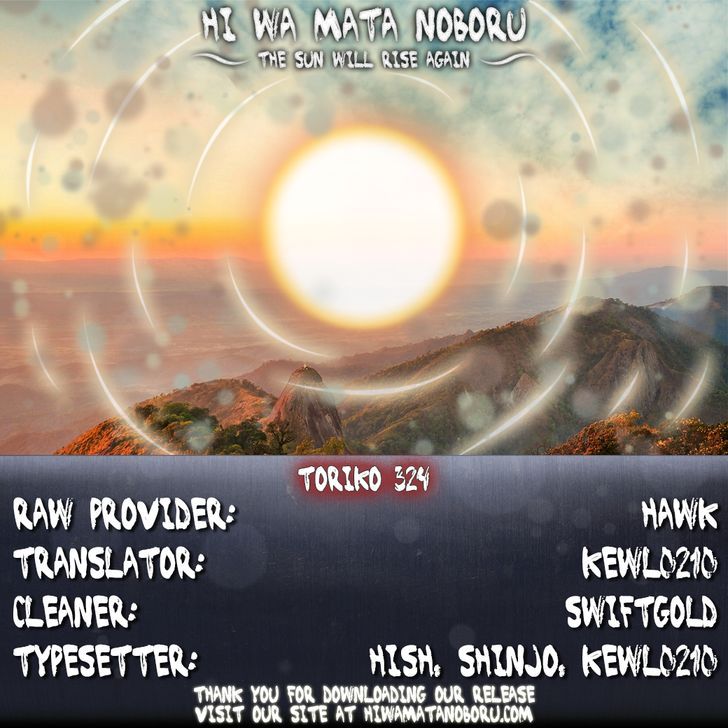 HI WA MATA NOBORU
THE SUN WILL RISE AGAIN
TORIKO 324
RAW PROVIDER: HAWK
TRANSLATOR: KEWL0210
CLEANER: SWIFTGOLD
TYPESETTER: HISH, SHINJO, KEWL0210
THANK YOU FOR DOWNLOADING OUR RELEASE
VISIT OUR SITE AT HIWAMATANOBORU.COM